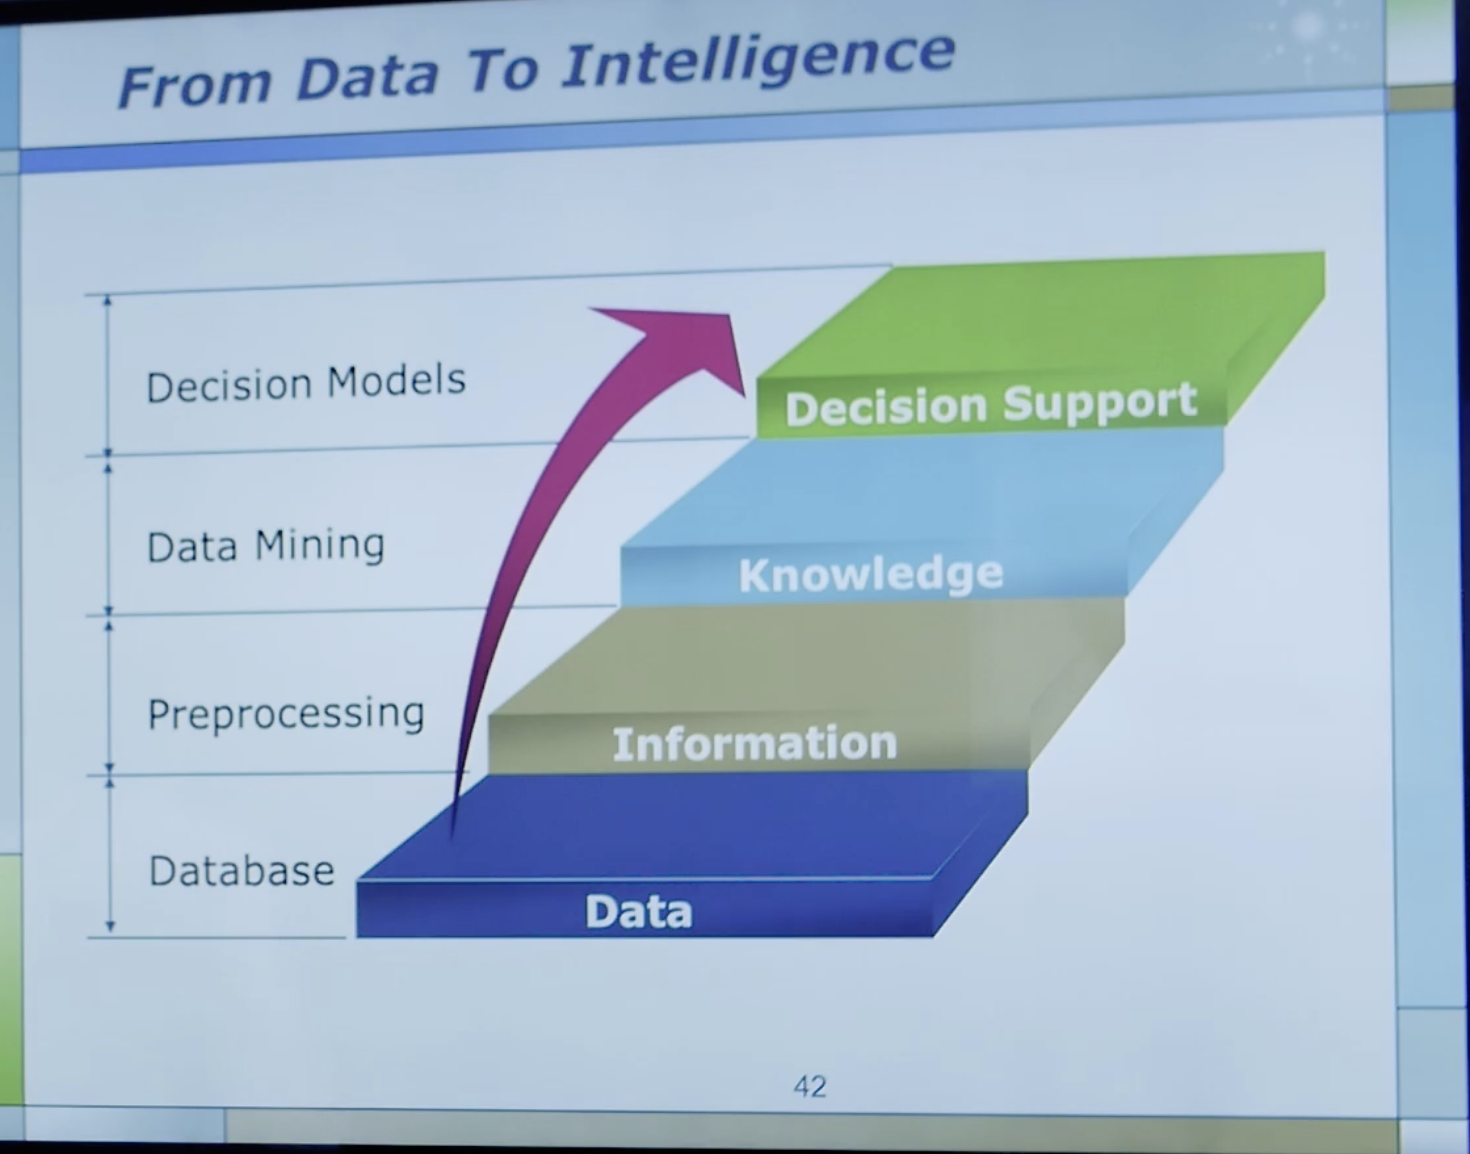 From Data To Intelligence
Decision Models
Decision Support
Data Mining
Knowledge
Preprocessing
Information
Database
Data
42